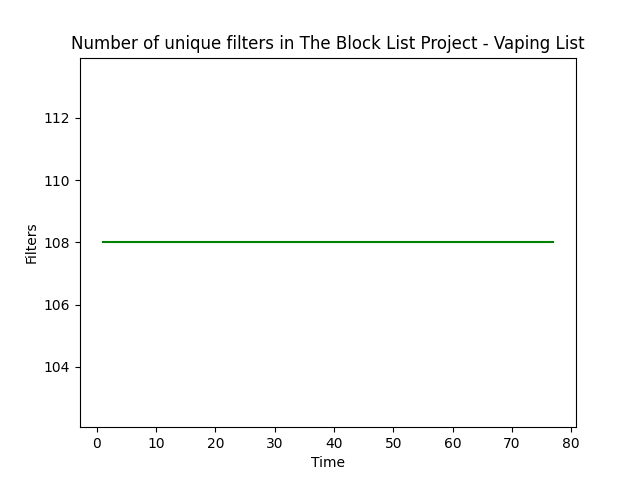 Number of unique filters in The Block List Project - Vaping List
112
110
108
106
104
Filters
0 10 20 30 40 50 60 70 80
Time